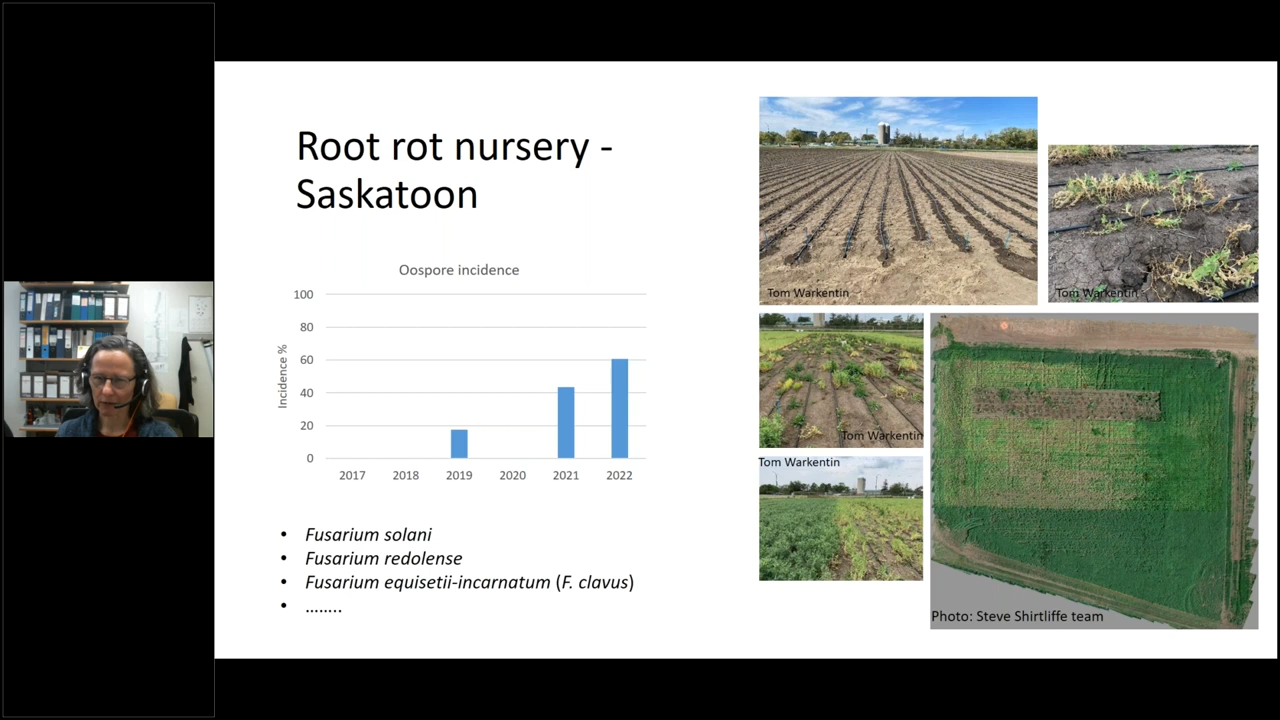 Root rot nursery -
Saskatoon
Oospore incidence
100
80
60
40
20
0
Incidence %
2017 2018 2019 2020 2021 2022
• Fusarium solani
• Fusarium redolense
• Fusarium equisetii-incarnatum (F. clavus)
• ........
Tom Warkentin
Tom Warkentin
Tom Warkentin
Tom Warkentin
Photo: Steve Shirtliffe team